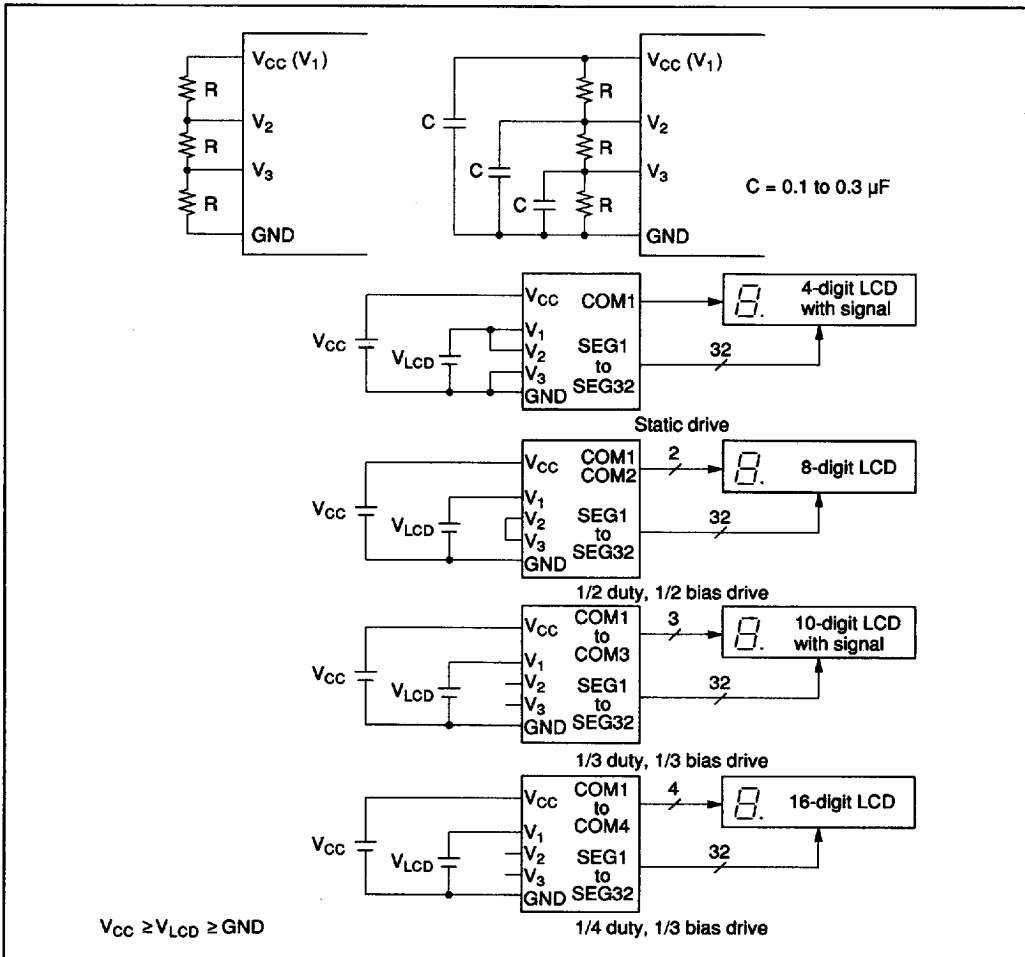 V_CC (V_1)
R
V_2
R
V_3
R
GND
V_CC (V_1)
R
C
V_2
C
R
V_3
C
R
GND
C = 0.1 to 0.3 µF
V_CC
V_LCD
V_CC
V_1
V_2
V_3
GND
COM1
SEG1
to
SEG32
32
4-digit LCD
with signal
Static drive
V_CC
V_LCD
V_CC
V_1
V_2
V_3
GND
COM1
COM2
SEG1
to
SEG32
2
32
8-digit LCD
1/2 duty, 1/2 bias drive
V_CC
V_LCD
V_CC
V_1
V_2
V_3
GND
COM1
to
COM3
SEG1
to
SEG32
3
32
10-digit LCD
with signal
1/3 duty, 1/3 bias drive
V_CC
V_LCD
V_CC
V_1
V_2
V_3
GND
COM1
to
COM4
SEG1
to
SEG32
4
32
16-digit LCD
1/4 duty, 1/3 bias drive
V_CC ≥ V_LCD ≥ GND